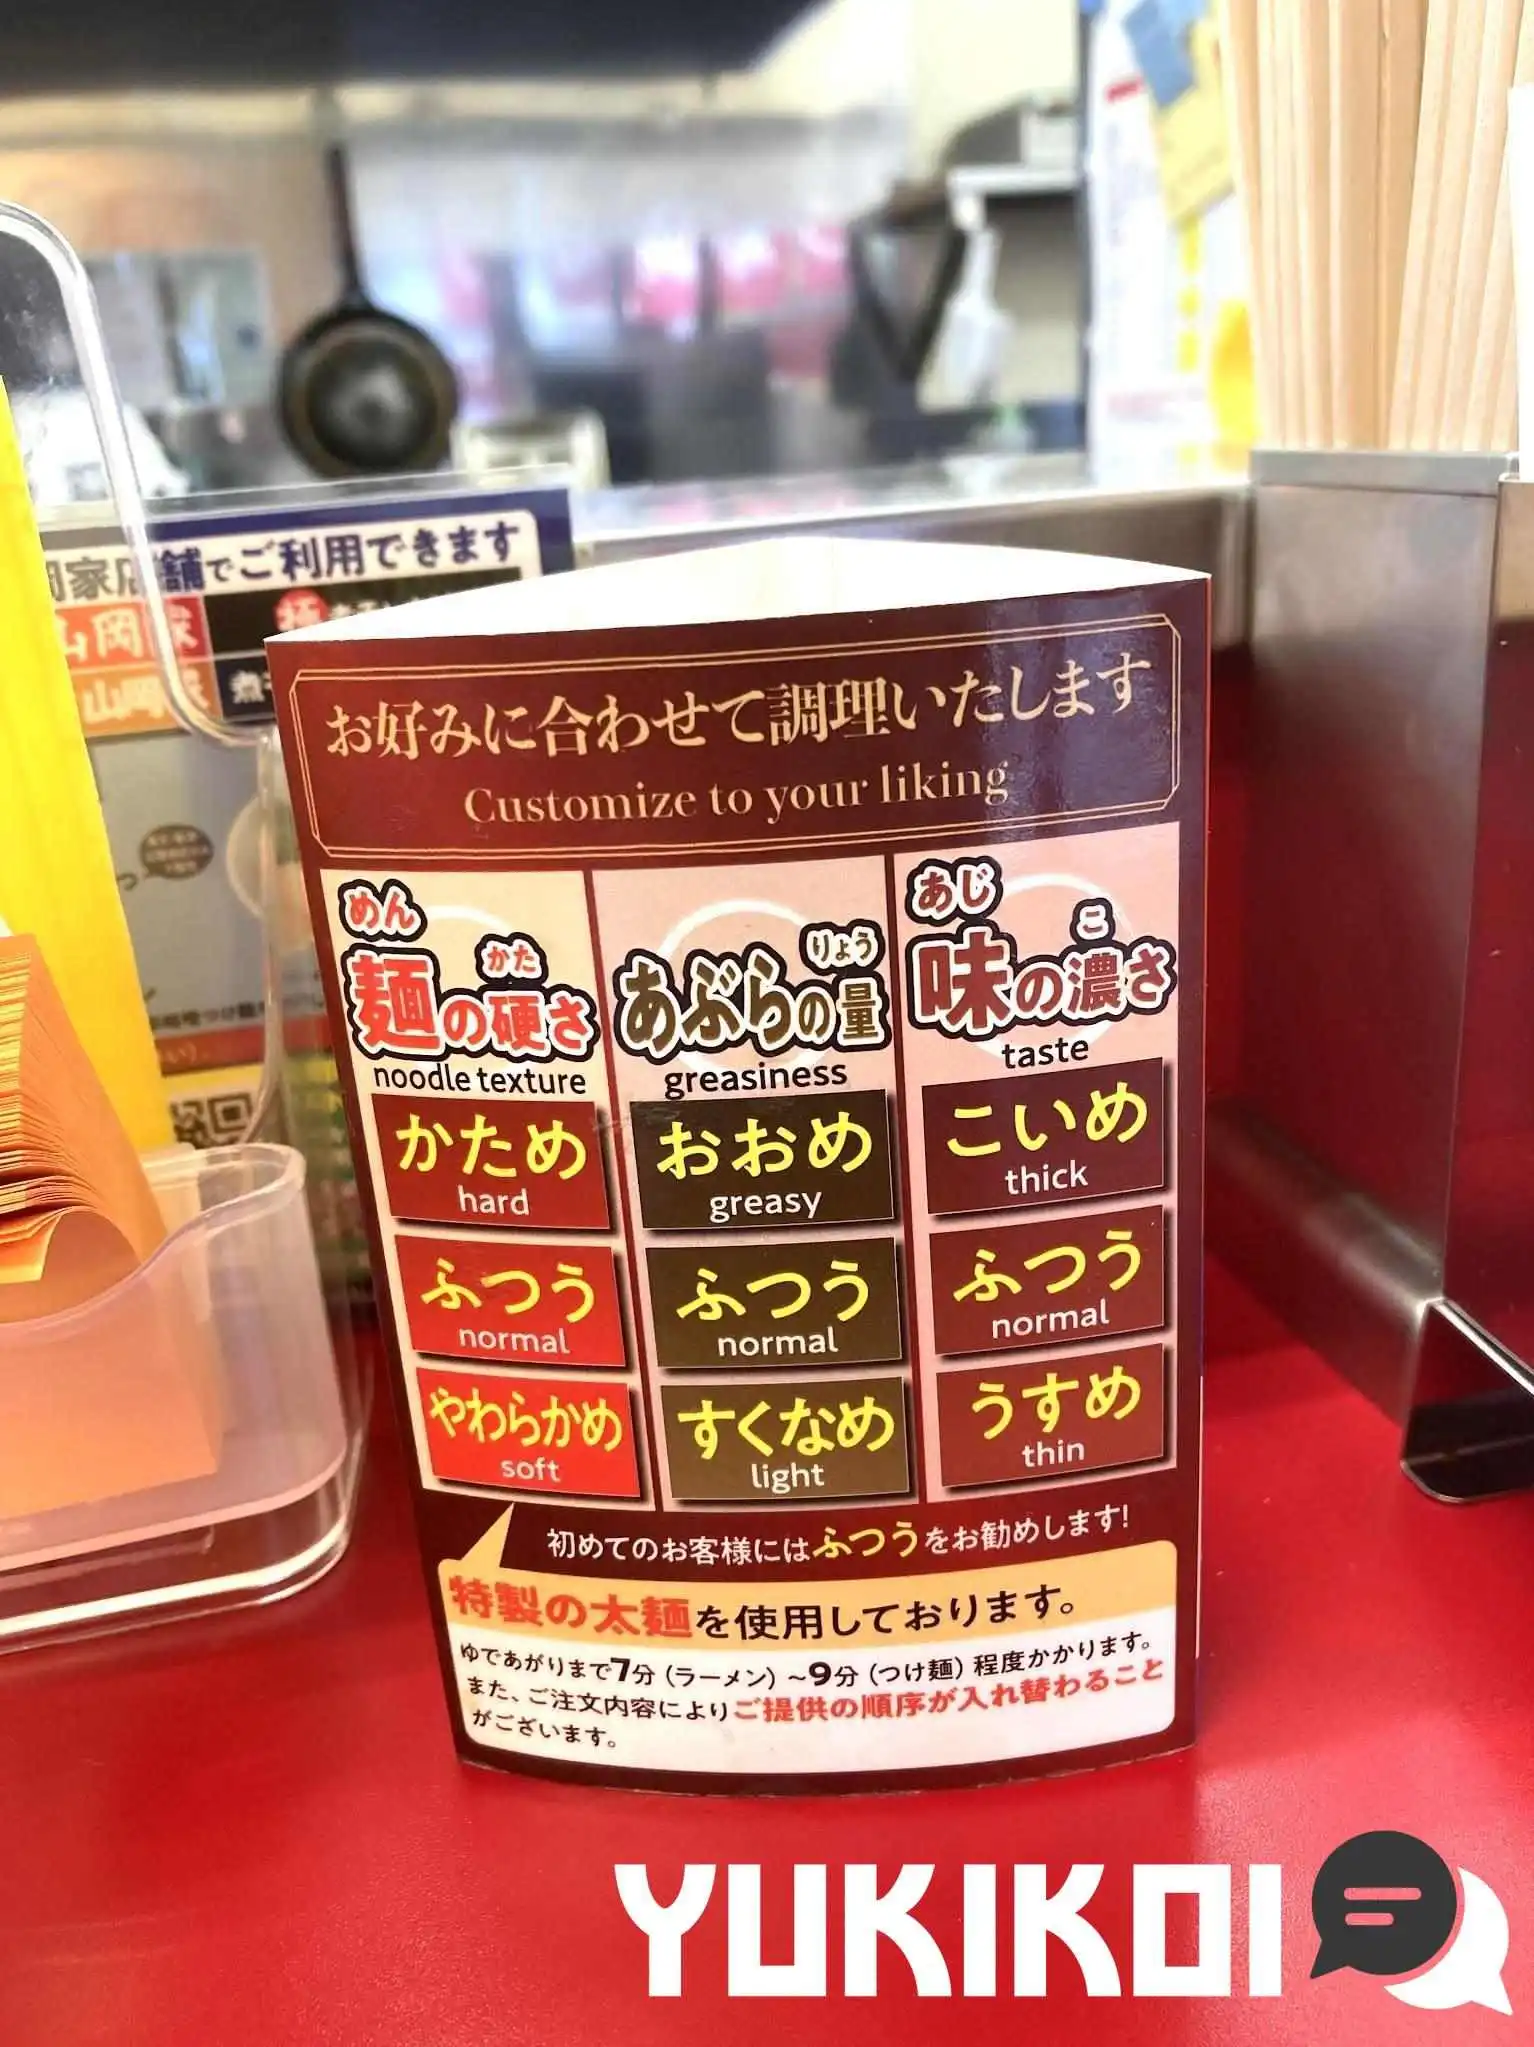 舗でご利用できます
山岡家
山岡家
お好みに合わせて調理いたします
Customize to your liking
めん
かた
麺の硬さ
noodle texture
かため
hard
ふつう
normal
やわらかめ
soft
りょう
あぶらの量
greasiness
おおめ
greasy
ふつう
normal
すくなめ
light
あじ
こ
味の濃さ
taste
こいめ
thick
ふつう
normal
うすめ
thin
初めてのお客様にはふつうをお勧めします!
特製の太麺を使用しております。
ゆであがりまで7分(ラーメン)~9分(つけ麺)程度かかります。
また、ご注文内容によりご提供の順序が入れ替わること
がございます。
YUKIKOI